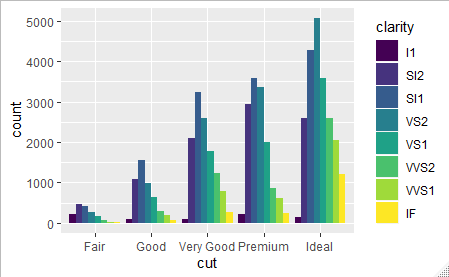 5000
4000
3000
2000
1000
0
count
Fair Good Very Good Premium Ideal
cut
clarity
I1
SI2
SI1
VS2
VS1
VVS2
VVS1
IF